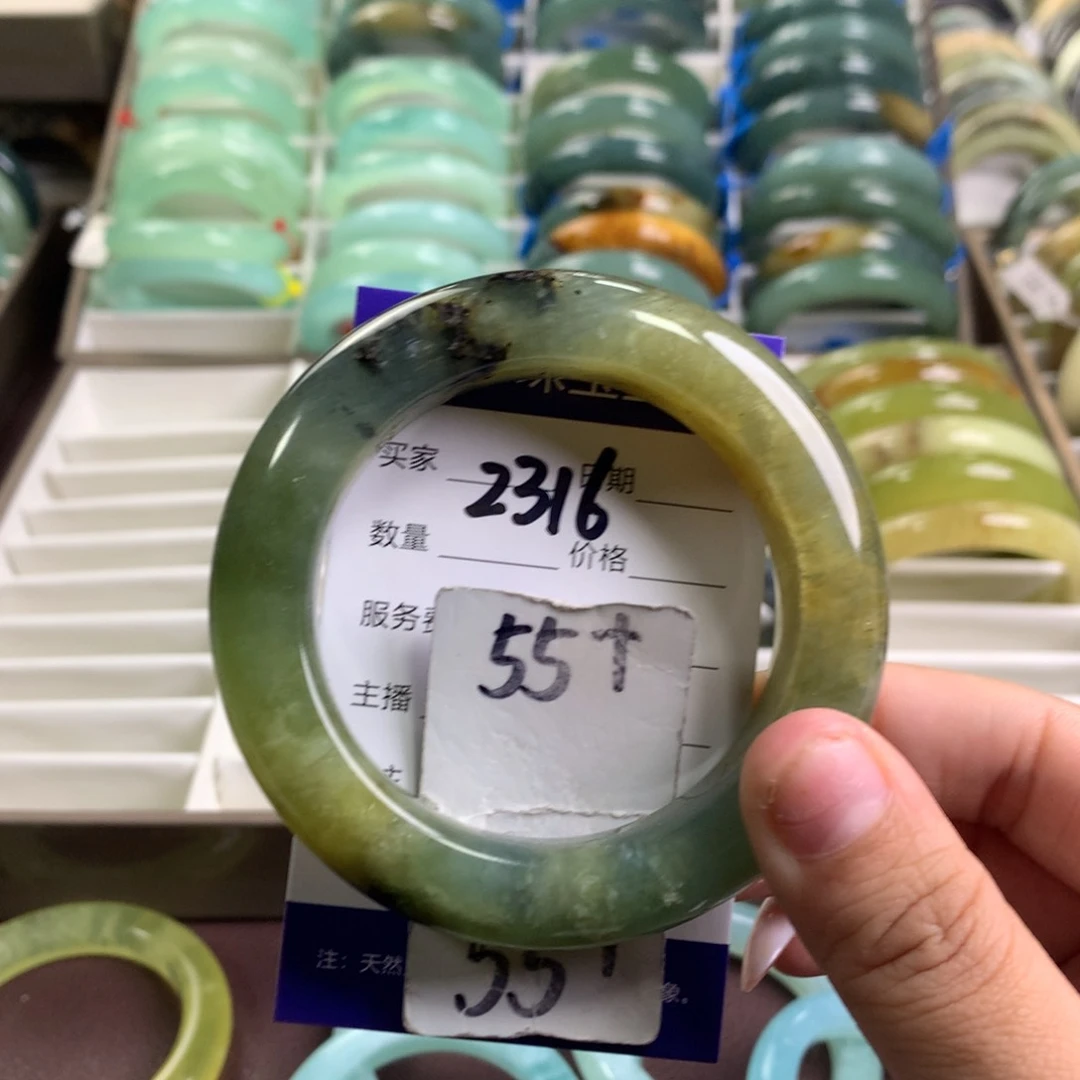 买家 2316 日期
数量 价格
服务费
55+
主播
55+
注：天然
象。